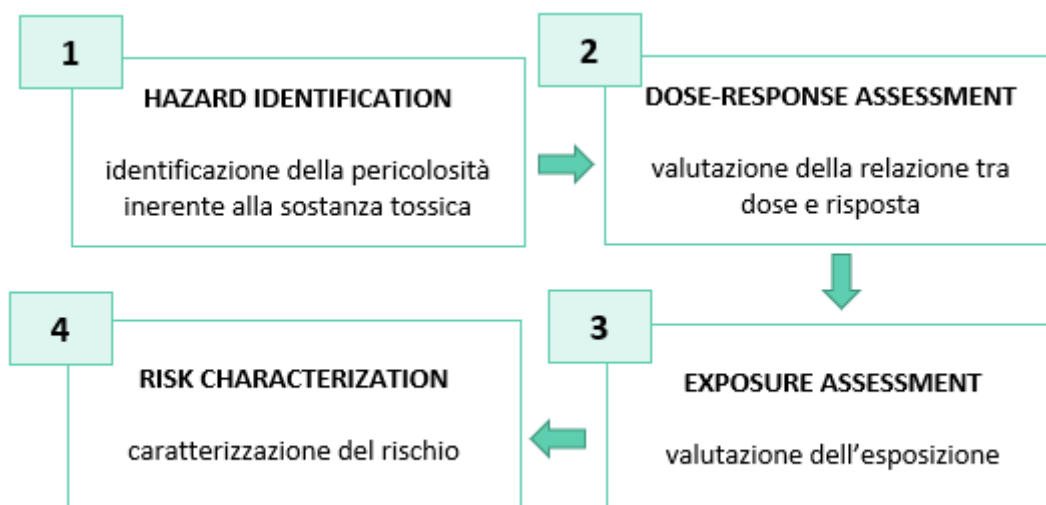 1
HAZARD IDENTIFICATION
identificazione della pericolosità
inerente alla sostanza tossica
2
DOSE-RESPONSE ASSESSMENT
valutazione della relazione tra
dose e risposta
3
EXPOSURE ASSESSMENT
valutazione dell’esposizione
4
RISK CHARACTERIZATION
caratterizzazione del rischio